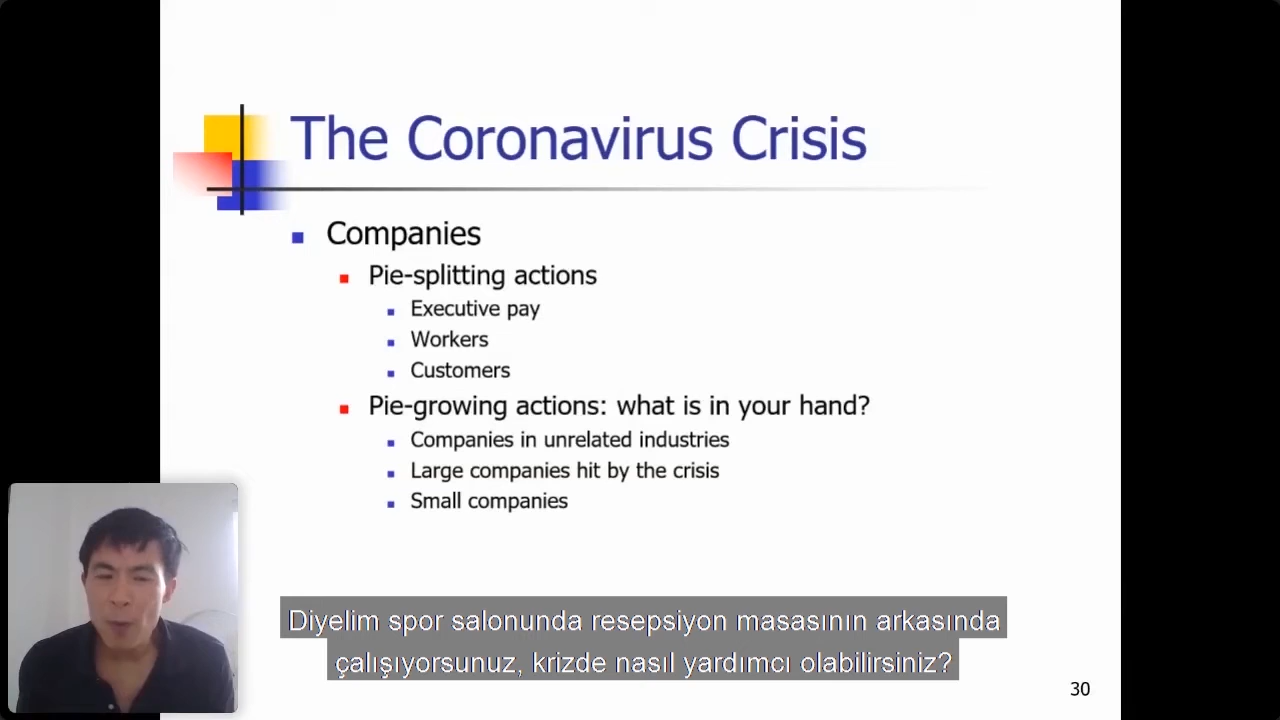 The Coronavirus Crisis
Companies
Pie-splitting actions
Executive pay
Workers
Customers
Pie-growing actions: what is in your hand?
Companies in unrelated industries
Large companies hit by the crisis
Small companies
Diyelim spor salonunda resepsiyon masasının arkasında
çalışıyorsunuz, krizde nasıl yardımcı olabilirsiniz?
30